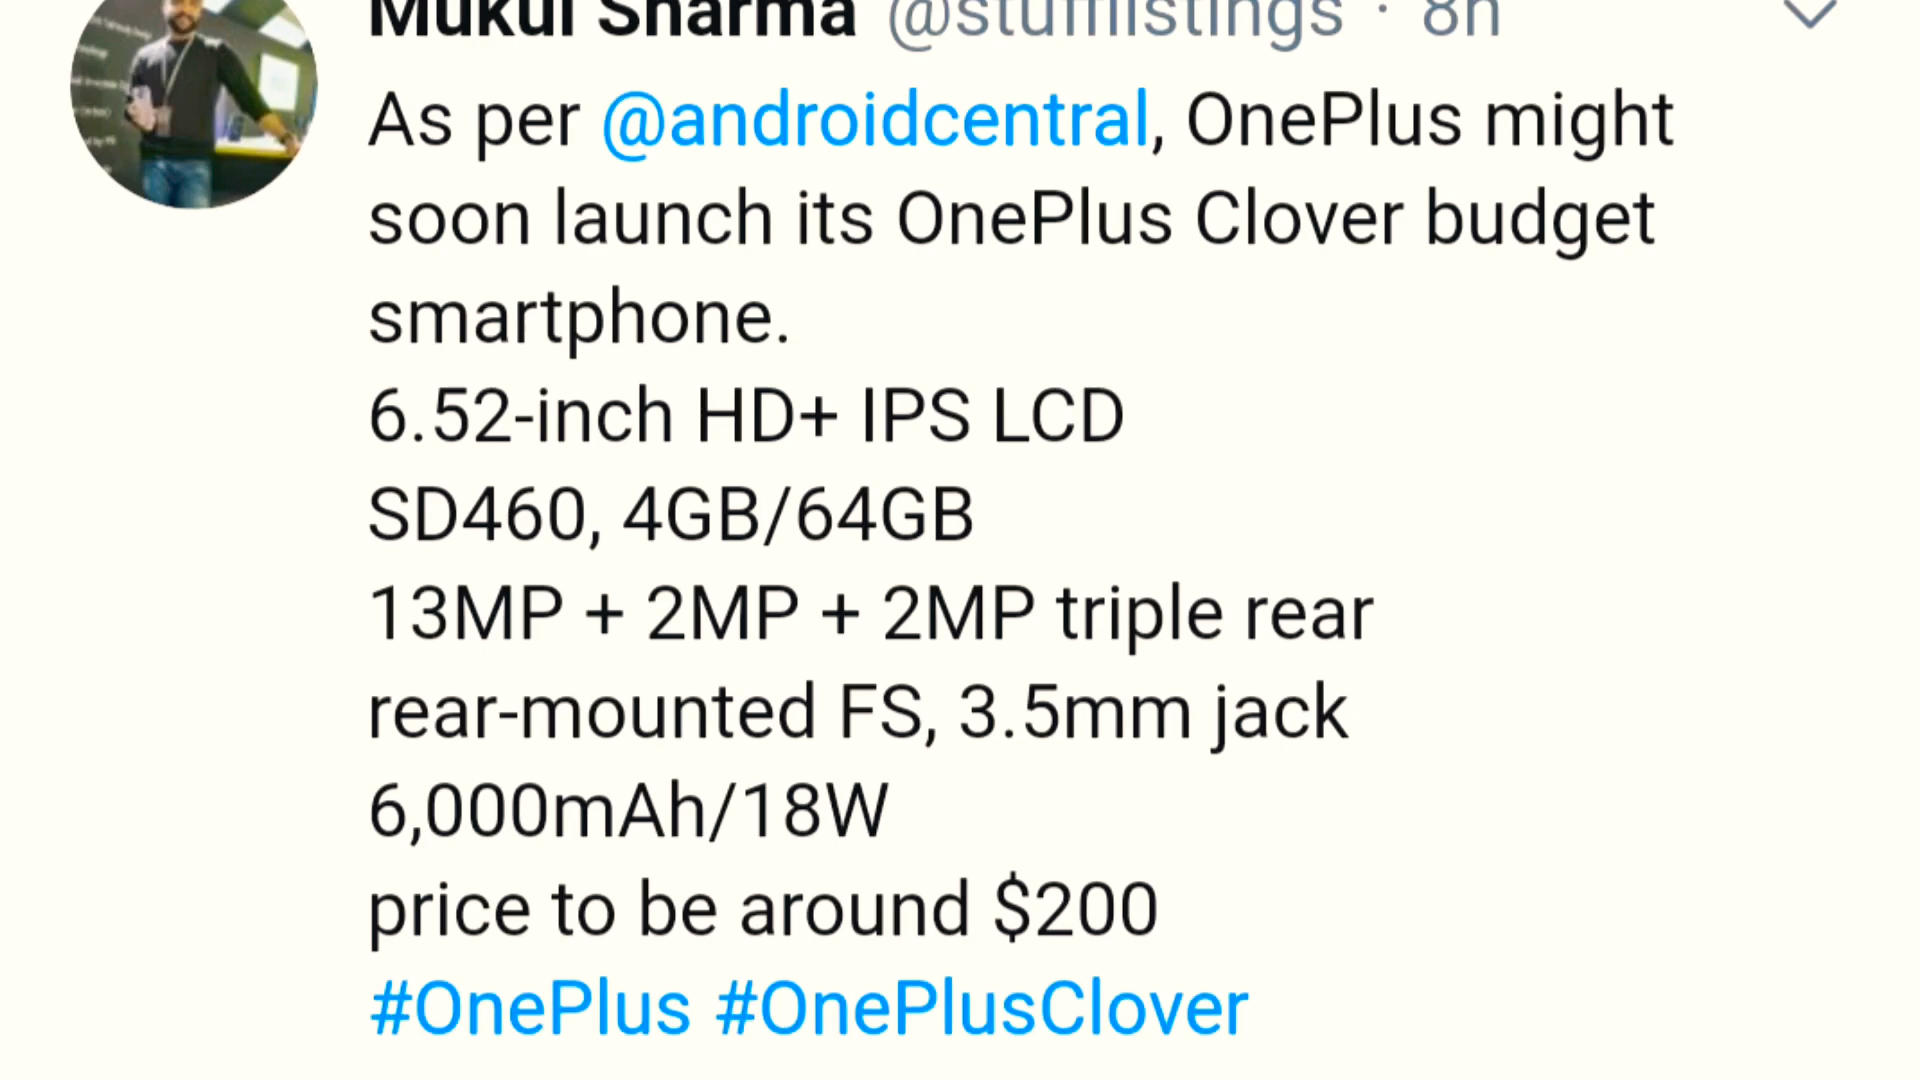 Mukul Sharma @stufflistings · 8h
As per @androidcentral, OnePlus might
soon launch its OnePlus Clover budget
smartphone.
6.52-inch HD+ IPS LCD
SD460, 4GB/64GB
13MP + 2MP + 2MP triple rear
rear-mounted FS, 3.5mm jack
6,000mAh/18W
price to be around $200
#OnePlus #OnePlusClover